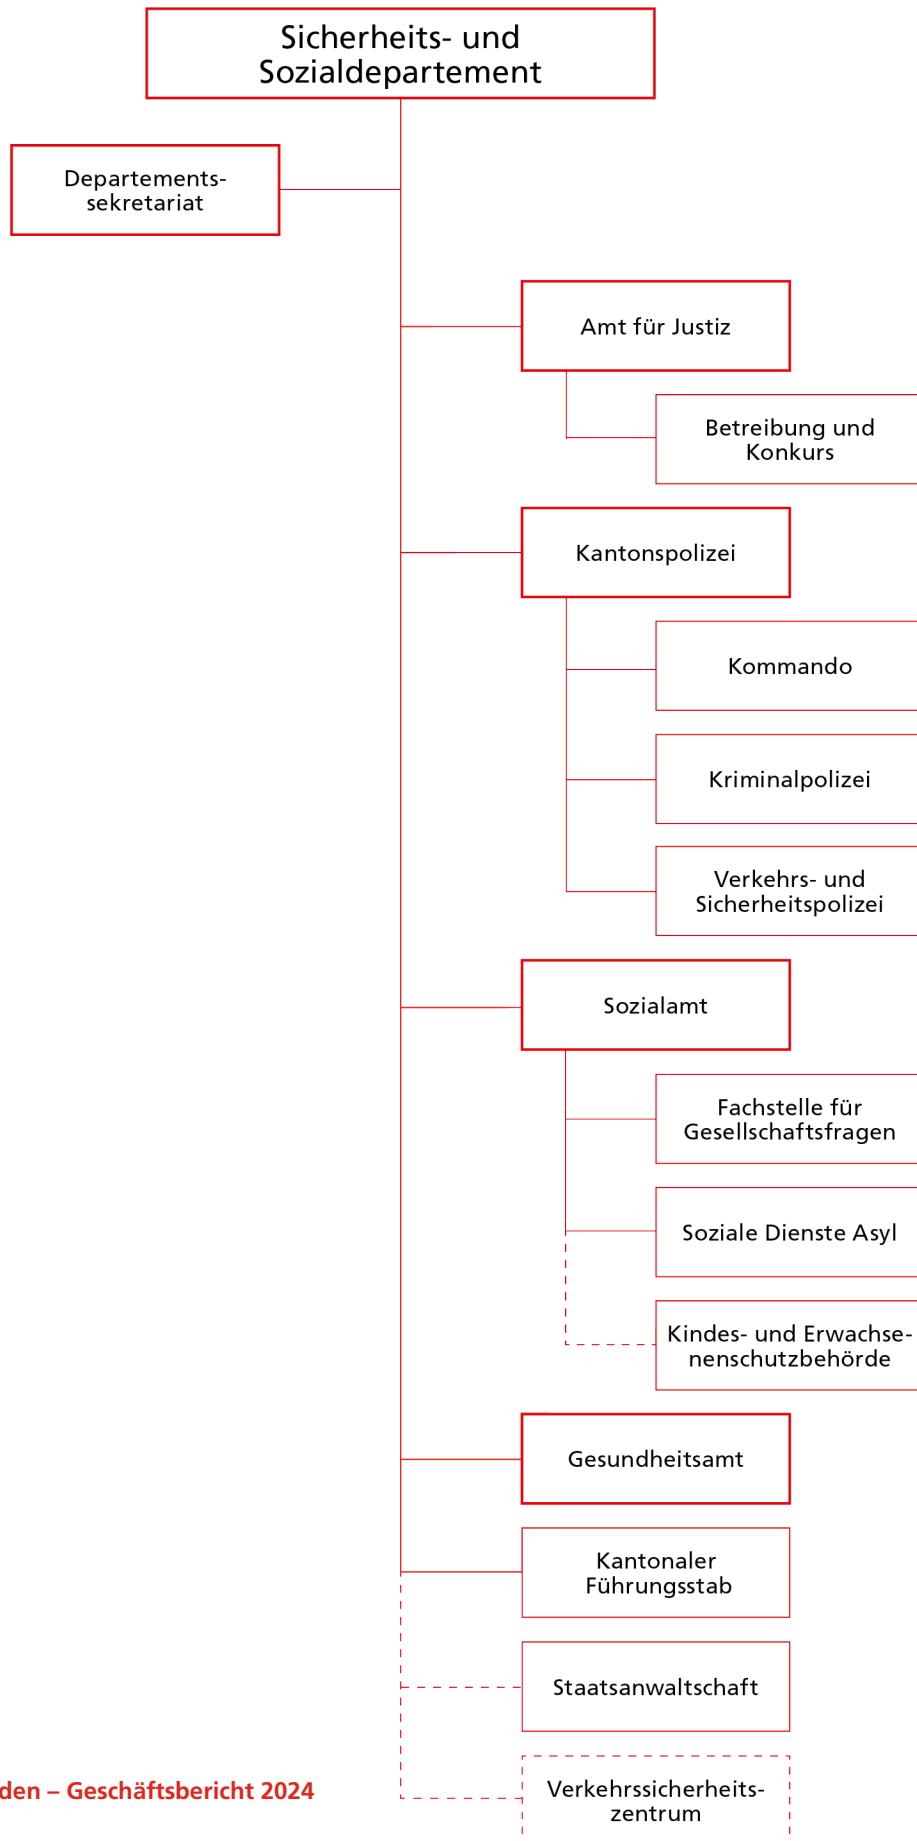 Sicherheits- und
Sozialdepartement
Departements-
sekretariat
Amt für Justiz
Betreibung und
Konkurs
Kantonspolizei
Kommando
Kriminalpolizei
Verkehrs- und
Sicherheitspolizei
Sozialamt
Fachstelle für
Gesellschaftsfragen
Soziale Dienste Asyl
Kindes- und Erwachse-
nenschutzbehörde
Gesundheitsamt
Kantonaler
Führungsstab
Staatsanwaltschaft
Verkehrssicherheits-
zentrum
– Geschäftsbericht 2024